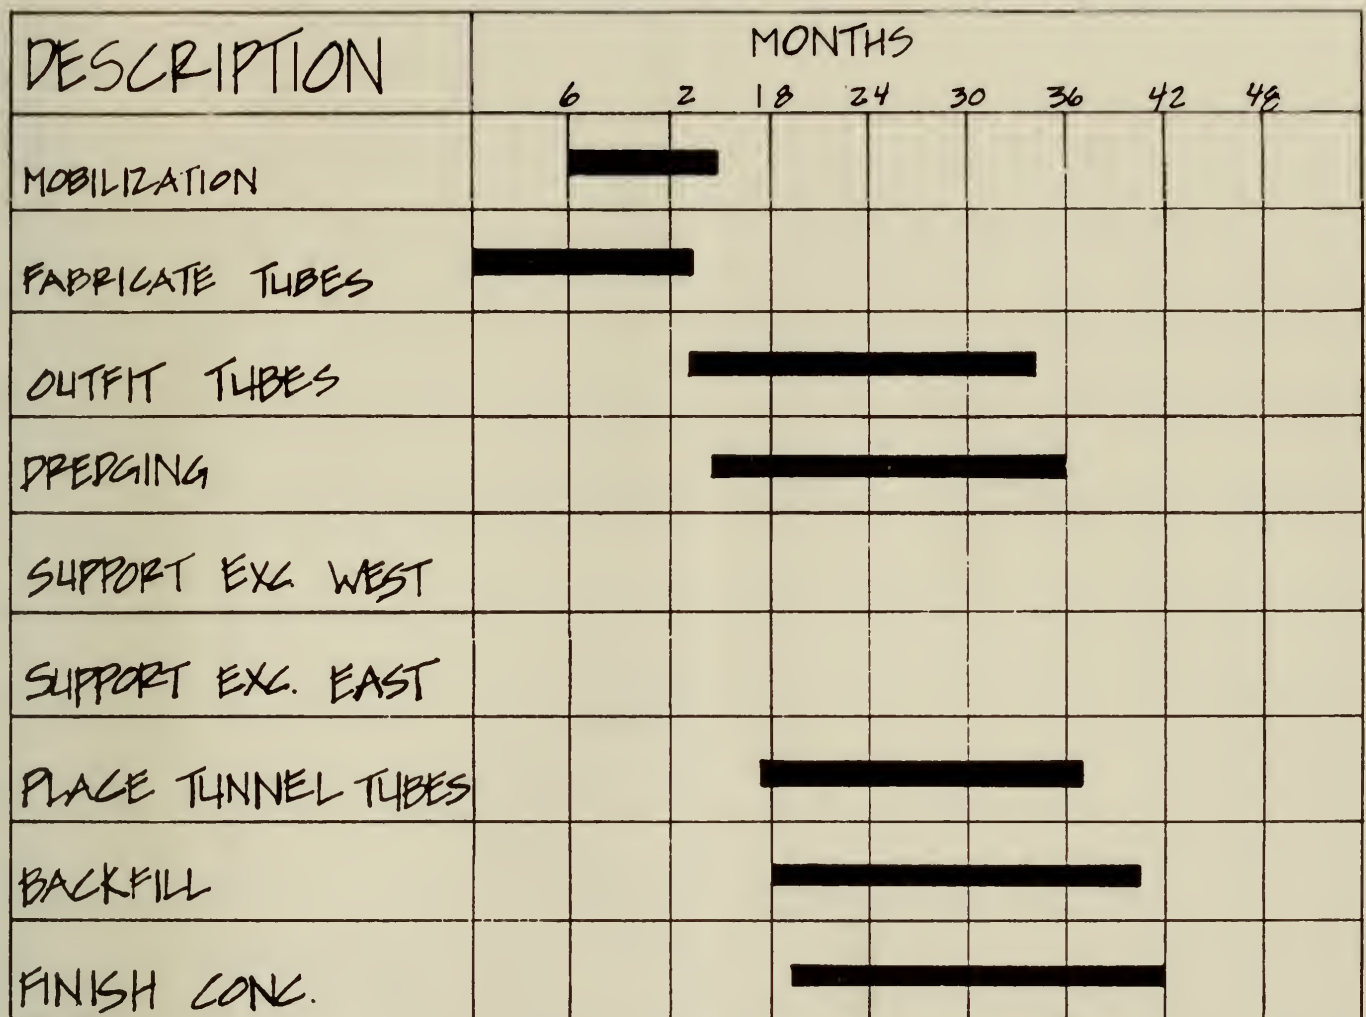 DESCRIPTION
MONTHS
6 2 18 24 30 36 42 48
MOBILIZATION
FABRICATE TUBES
OUTFIT TUBES
DREDGING
SUPPORT EXC. WEST
SUPPORT EXC. EAST
PLACE TUNNEL TUBES
BACKFILL
FINISH CONC.